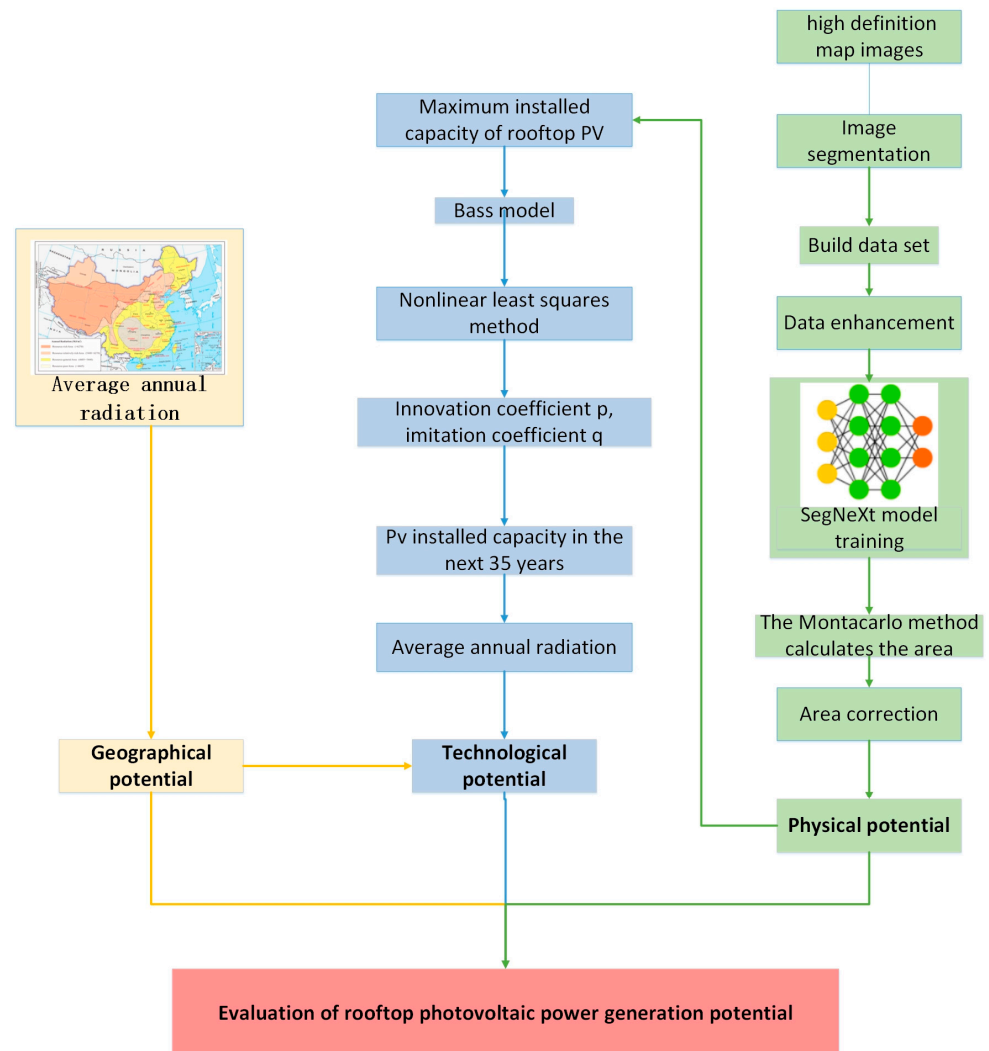 high definition
map images
Image
segmentation
Build data set
Data enhancement
SegNeXt model
training
The Montacarlo method
calculates the area
Area correction
Physical potential
Maximum installed
capacity of rooftop PV
Bass model
Nonlinear least squares
method
Innovation coefficient p,
imitation coefficient q
Pv installed capacity in the
next 35 years
Average annual radiation
Technological
potential
Average annual
radiation
Geographical
potential
Evaluation of rooftop photovoltaic power generation potential